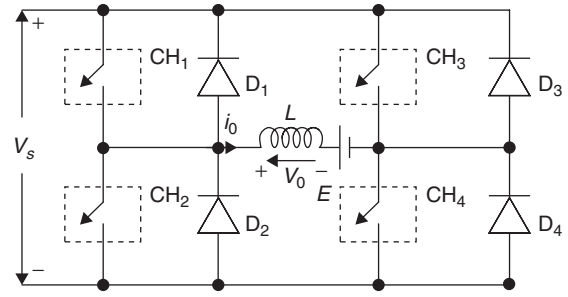 +
CH1 D1 CH3 D3
i0 L
Vs + V0 −
CH2 D2 E CH4 D4
−